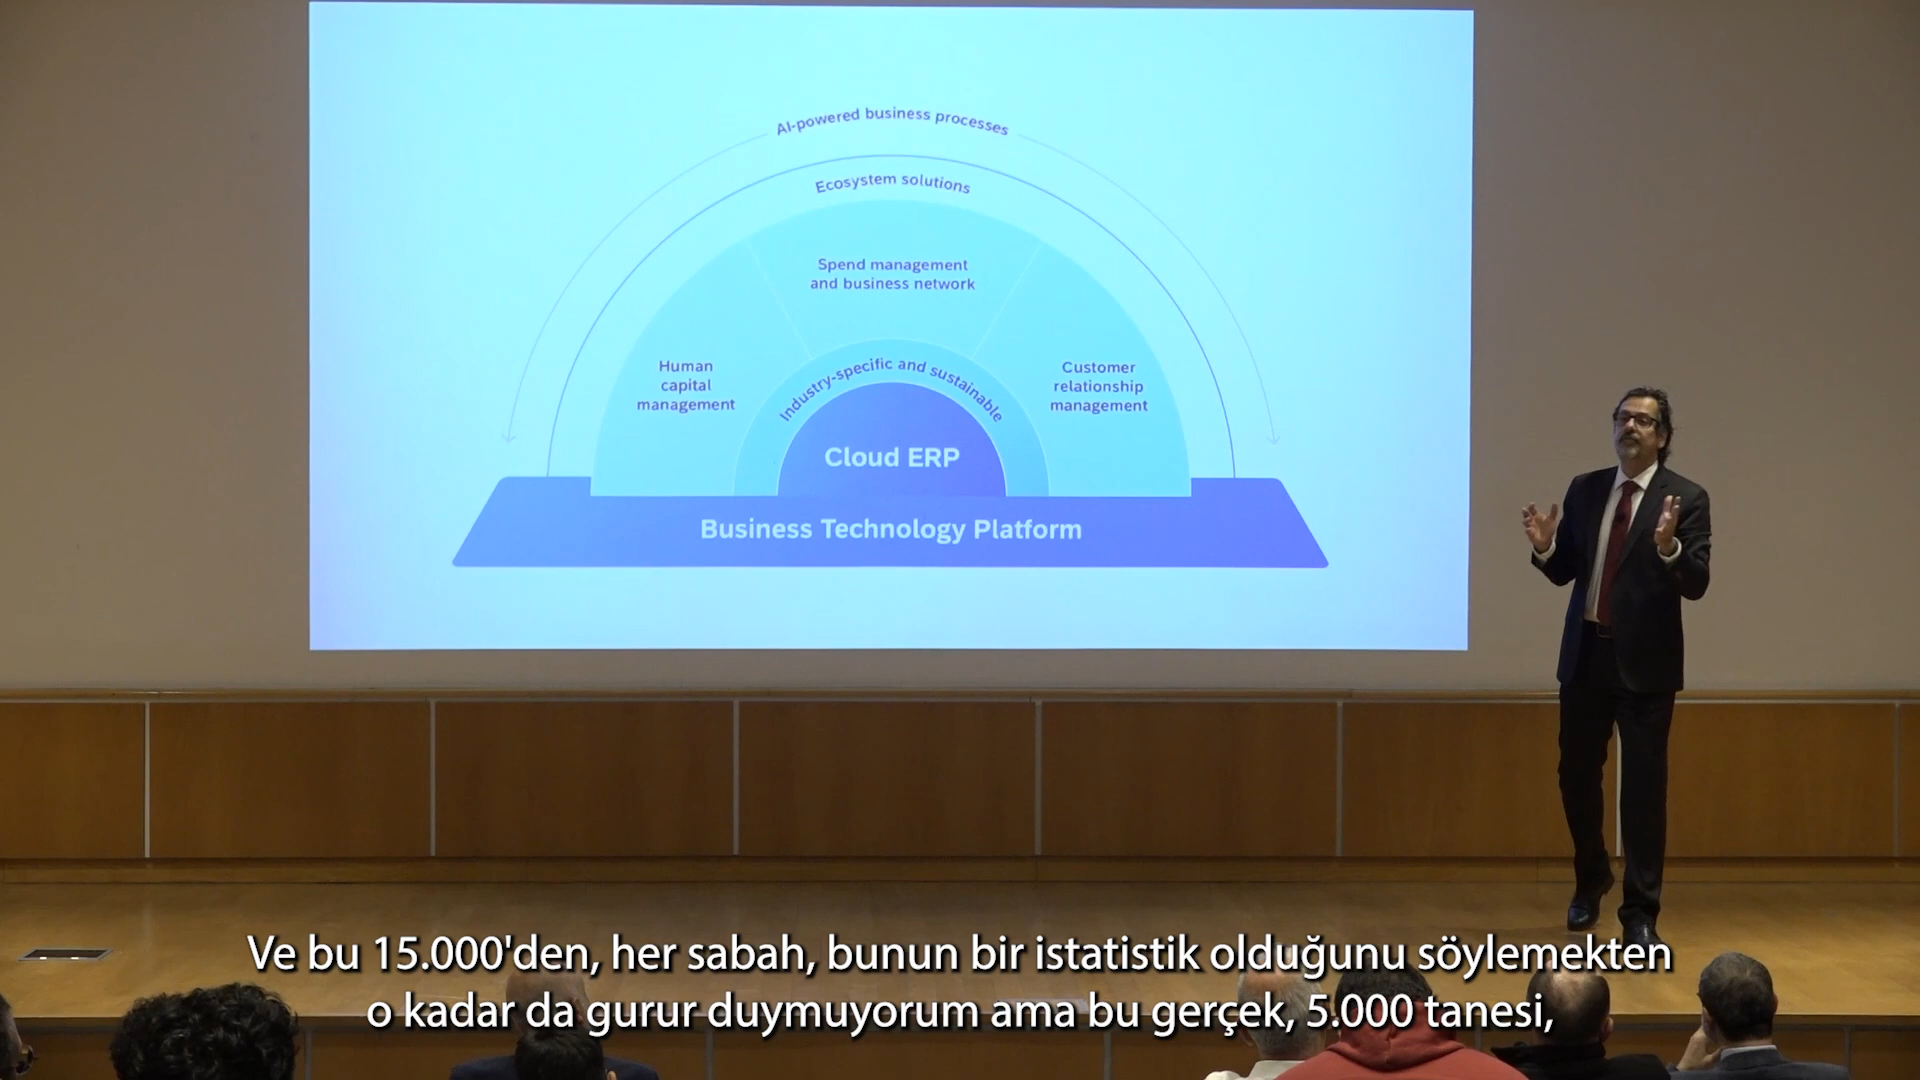 AI-powered business processes
Ecosystem solutions
Spend management
and business network
Human
capital
management
Industry-specific and sustainable
Customer
relationship
management
Cloud ERP
Business Technology Platform
Ve bu 15.000'den, her sabah, bunun bir istatistik olduğunu söylemekten
o kadar da gurur duymuyorum ama bu gerçek, 5.000 tanesi,